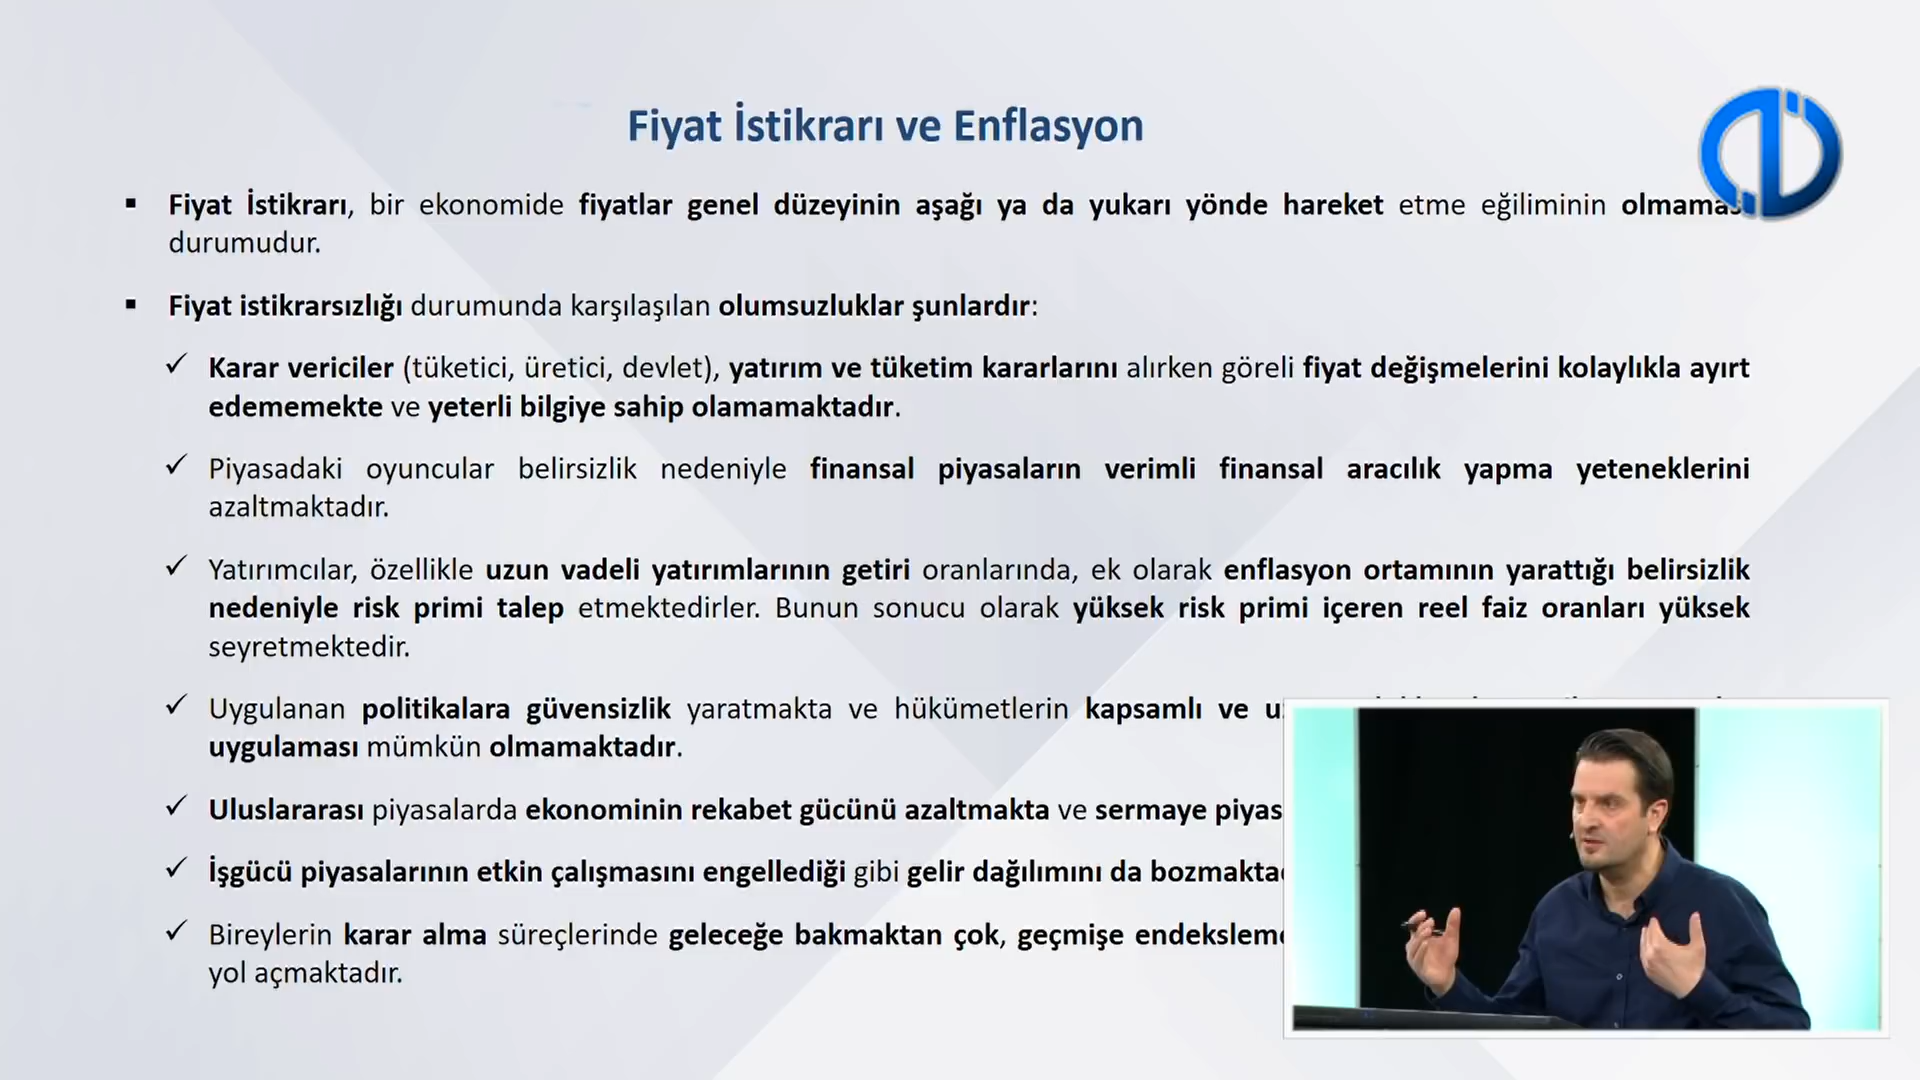 Fiyat İstikrarı ve Enflasyon
▪ Fiyat İstikrarı, bir ekonomide fiyatlar genel düzeyinin aşağı ya da yukarı yönde hareket etme eğiliminin
durumudur.
▪ Fiyat istikrarsızlığı durumunda karşılaşılan olumsuzluklar şunlardır:
✓ Karar vericiler (tüketici, üretici, devlet), yatırım ve tüketim kararlarını alırken göreli fiyat değişmelerini kolaylıkla ayırt
edememekte ve yeterli bilgiye sahip olamamaktadır.
✓ Piyasadaki oyuncular belirsizlik nedeniyle finansal piyasaların verimli finansal aracılık yapma yeteneklerini
azaltmaktadır.
✓ Yatırımcılar, özellikle uzun vadeli yatırımlarının getiri oranlarında, ek olarak enflasyon ortamının yarattığı belirsizlik
nedeniyle risk primi talep etmektedirler. Bunun sonucu olarak yüksek risk primi içeren reel faiz oranları yüksek
seyretmektedir.
✓ Uygulanan politikalara güvensizlik yaratmakta ve hükümetlerin kapsamlı ve
uygulaması mümkün olmamaktadır.
✓ Uluslararası piyasalarda ekonominin rekabet gücünü azaltmakta ve sermaye
✓ İşgücü piyasalarının etkin çalışmasını engellediği gibi gelir dağılımını da
✓ Bireylerin karar alma süreçlerinde geleceğe bakmaktan çok, geçmişe
yol açmaktadır.